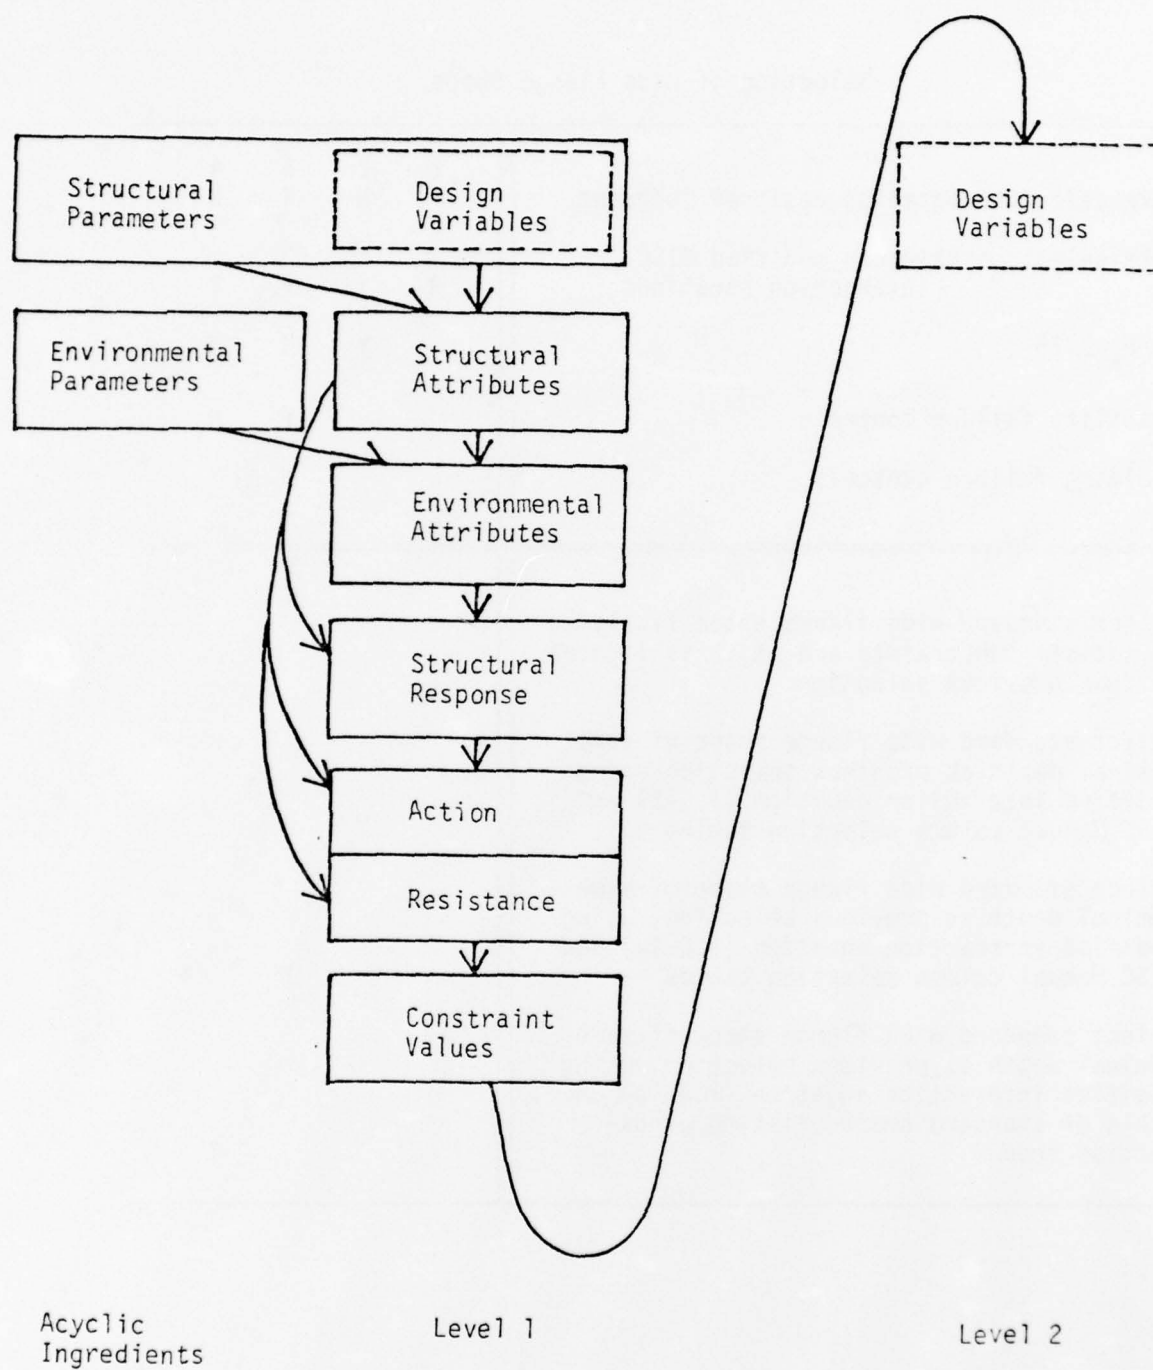 Structural
Parameters
Design
Variables
Design
Variables
Environmental
Parameters
Structural
Attributes
Environmental
Attributes
Structural
Response
Action
Resistance
Constraint
Values
Acyclic
Ingredients
Level 1
Level 2